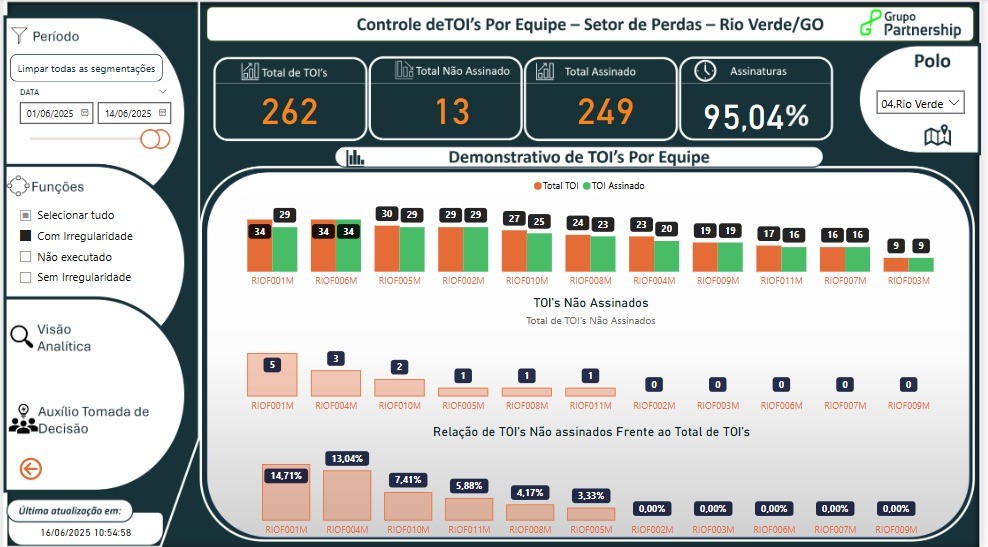 Controle deTOI's Por Equipe – Setor de Perdas – Rio Verde/GO
Grupo
Partnership
Período
Limpar todas as segmentações
DATA
01/06/2025 14/06/2025
Funções
Selecionar tudo
Com Irregularidade
Não executado
Sem Irregularidade
Visão
Analítica
Auxílio Tomada de
Decisão
Última atualização em:
16/06/2025 10:54:58
Total de TOI's
262
Total Não Assinado
13
Total Assinado
249
Assinaturas
95,04%
Polo
04.Rio Verde
Demonstrativo de TOI's Por Equipe
Total TOI TOI Assinado
34 29 34 34 30 29 29 29 27 25 24 23 23 20 19 19 17 16 16 16 9 9
RIOF001M RIOF006M RIOF005M RIOF002M RIOF010M RIOF008M RIOF004M RIOF009M RIOF011M RIOF007M RIOF003M
TOI's Não Assinados
Total de TOI's Não Assinados
5 3 2 1 1 1 0 0 0 0 0
RIOF001M RIOF004M RIOF010M RIOF005M RIOF008M RIOF011M RIOF002M RIOF003M RIOF006M RIOF007M RIOF009M
Relação de TOI's Não assinados Frente ao Total de TOI's
14,71% 13,04% 7,41% 5,88% 4,17% 3,33% 0,00% 0,00% 0,00% 0,00% 0,00%
RIOF001M RIOF004M RIOF010M RIOF011M RIOF008M RIOF005M RIOF002M RIOF003M RIOF006M RIOF007M RIOF009M